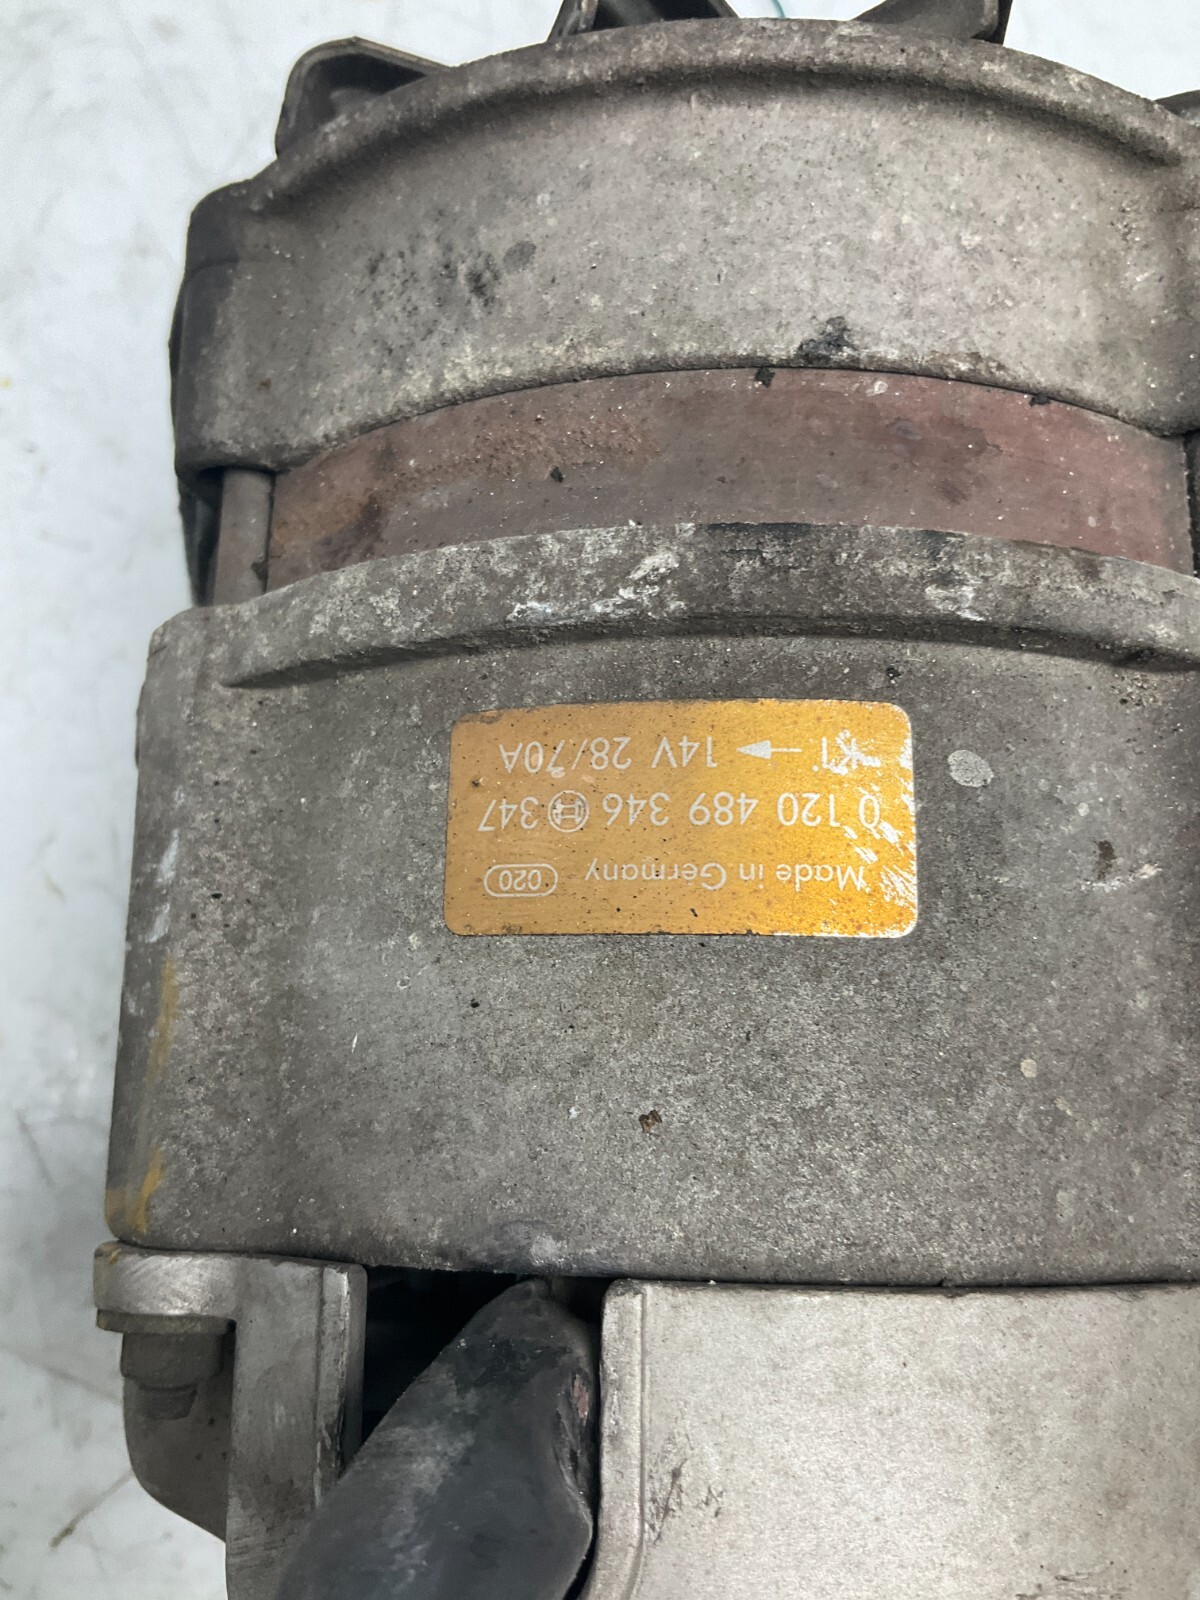 K1 14V 28/70A
0 120 489 346 347
Made in Germany 020